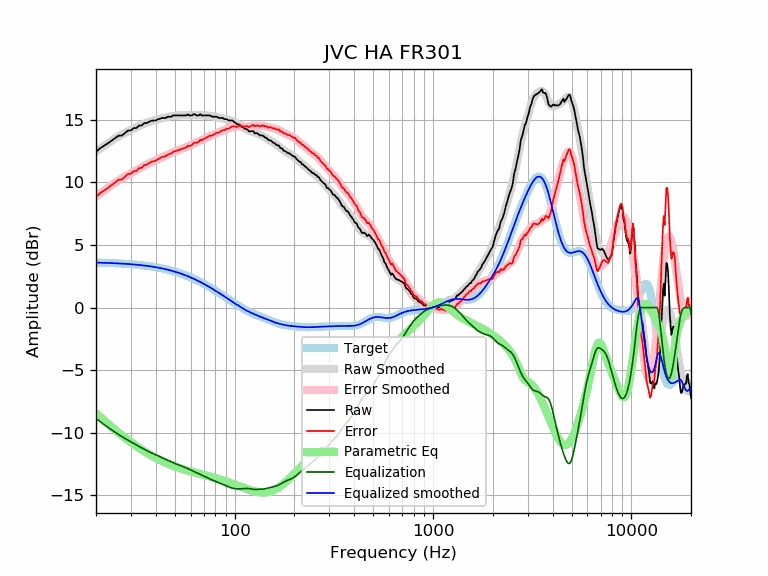 JVC HA FR301
Amplitude (dBr)
15
10
5
0
−5
−10
−15
100
1000
10000
Frequency (Hz)
Target
Raw Smoothed
Error Smoothed
Raw
Error
Parametric Eq
Equalization
Equalized smoothed